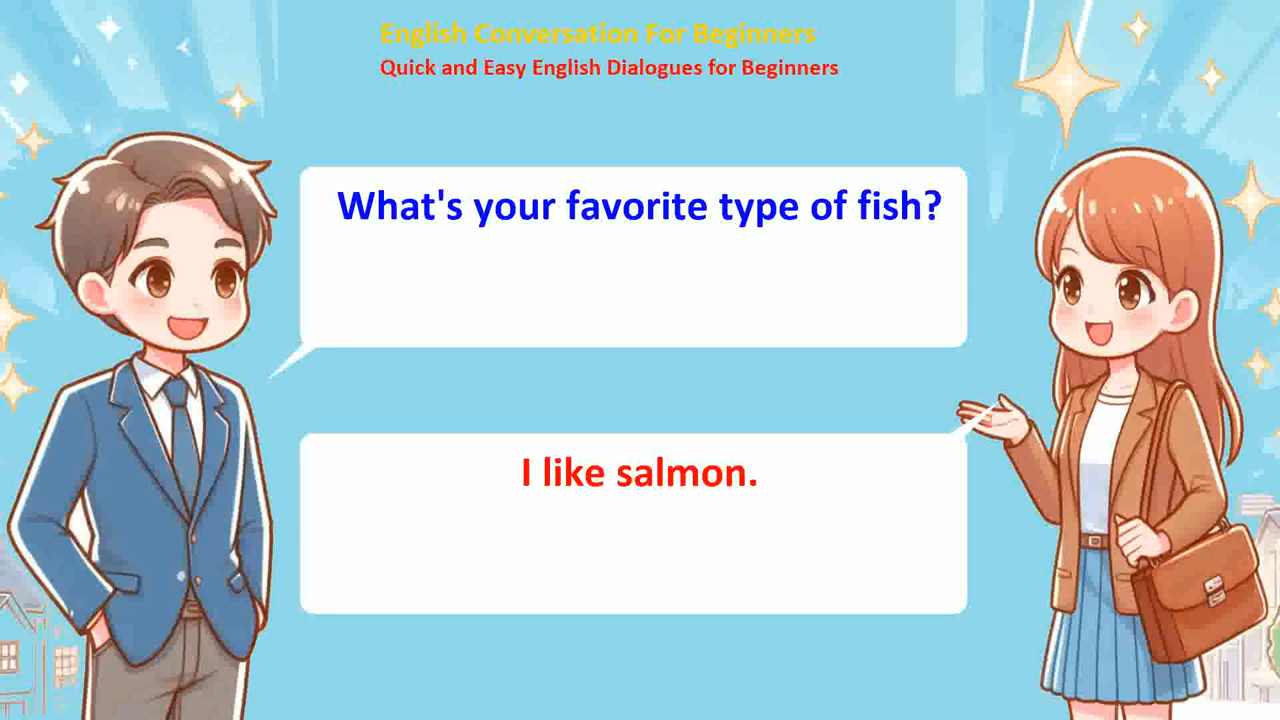 English Conversation For Beginners
Quick and Easy English Dialogues for Beginners
What's your favorite type of fish?
I like salmon.